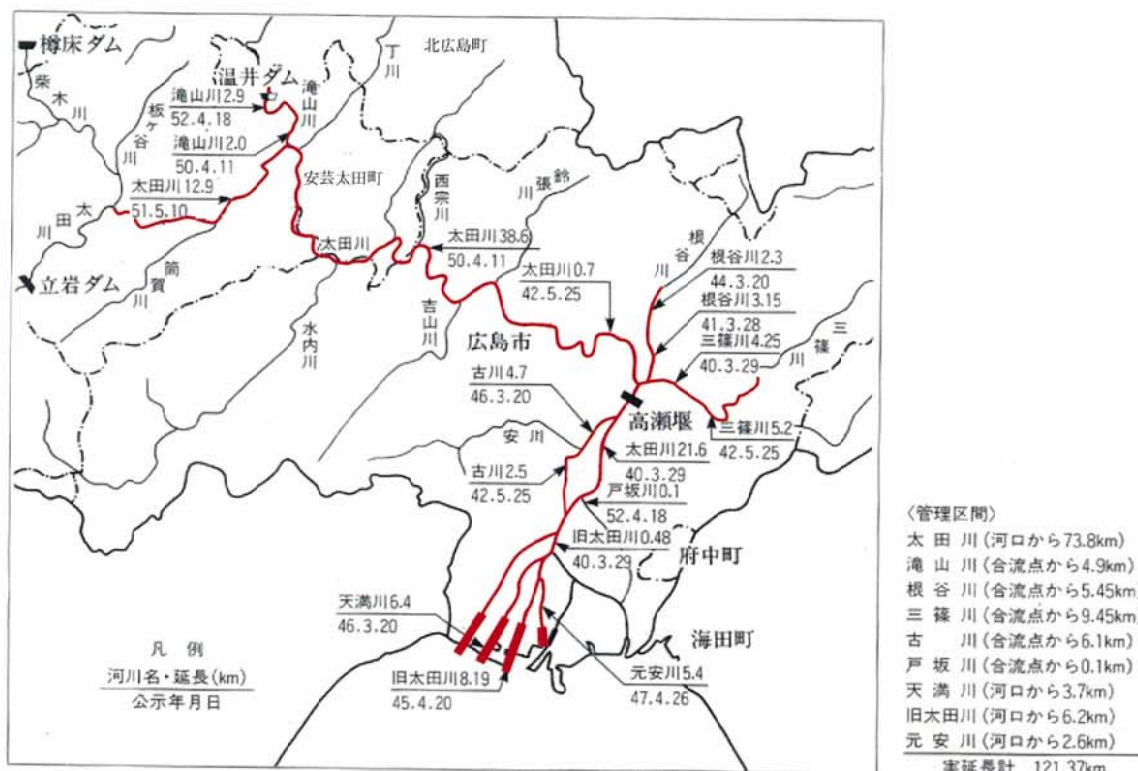 樽床ダム
柴木川
板ヶ谷川
温井ダム
滝山川
丁川
北広島町
滝山川2.9
52.4.18
滝山川2.0
50.4.11
太田川12.9
51.5.10
安芸太田町
西宗川
鈴張川
太田川
立岩ダム
筒賀川
太田川
太田川38.6
50.4.11
太田川0.7
42.5.25
根谷川
根谷川2.3
44.3.20
根谷川3.15
41.3.28
三篠川4.25
40.3.29
三篠川
水内川
吉山川
広島市
古川4.7
46.3.20
高瀬堰
三篠川5.2
42.5.25
安川
太田川21.6
40.3.29
古川2.5
42.5.25
戸坂川0.1
52.4.18
旧太田川0.48
40.3.29
府中町
天満川6.4
46.3.20
海田町
旧太田川8.19
45.4.20
元安川5.4
47.4.26
凡例
河川名・延長(km)
公示年月日
〈管理区間〉
太田川(河口から73.8km)
滝山川(合流点から4.9km)
根谷川(合流点から5.45km)
三篠川(合流点から9.45km)
古川(合流点から6.1km)
戸坂川(合流点から0.1km)
天満川(河口から3.7km)
旧太田川(河口から6.2km)
元安川(河口から2.6km)
実延長計 121.37km